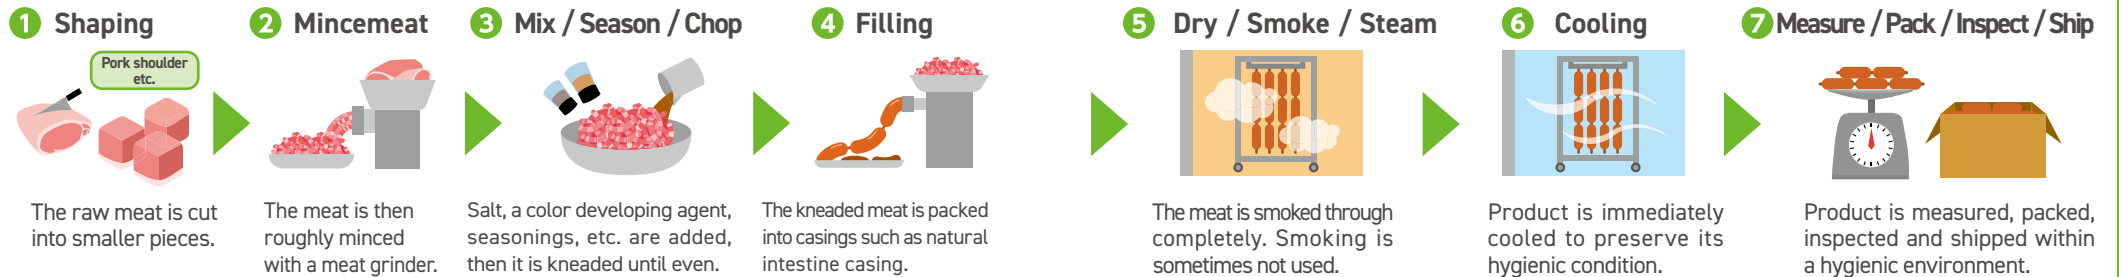 1 Shaping
Pork shoulder
etc.
The raw meat is cut
into smaller pieces.
2 Mincemeat
The meat is then
roughly minced
with a meat grinder.
3 Mix / Season / Chop
Salt, a color developing agent,
seasonings, etc. are added,
then it is kneaded until even.
4 Filling
The kneaded meat is packed
into casings such as natural
intestine casing.
5 Dry / Smoke / Steam
The meat is smoked through
completely. Smoking is
sometimes not used.
6 Cooling
Product is immediately
cooled to preserve its
hygienic condition.
7 Measure / Pack / Inspect / Ship
Product is measured, packed,
inspected and shipped within
a hygienic environment.